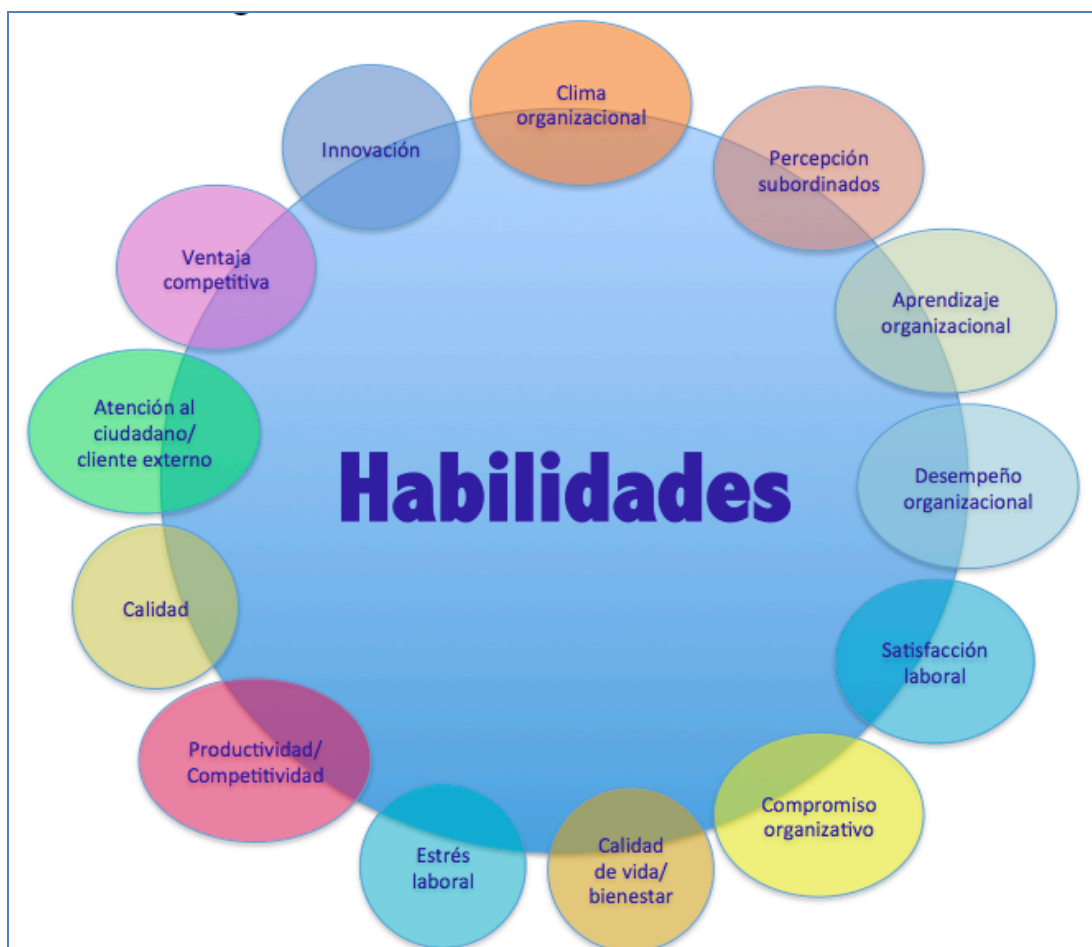 Clima
organizacional
Percepción
subordinados
Aprendizaje
organizacional
Desempeño
organizacional
Satisfacción
laboral
Compromiso
organizativo
Calidad
de vida/
bienestar
Estrés
laboral
Productividad/
Competitividad
Calidad
Atención al
ciudadano/
cliente externo
Ventaja
competitiva
Innovación
Habilidades